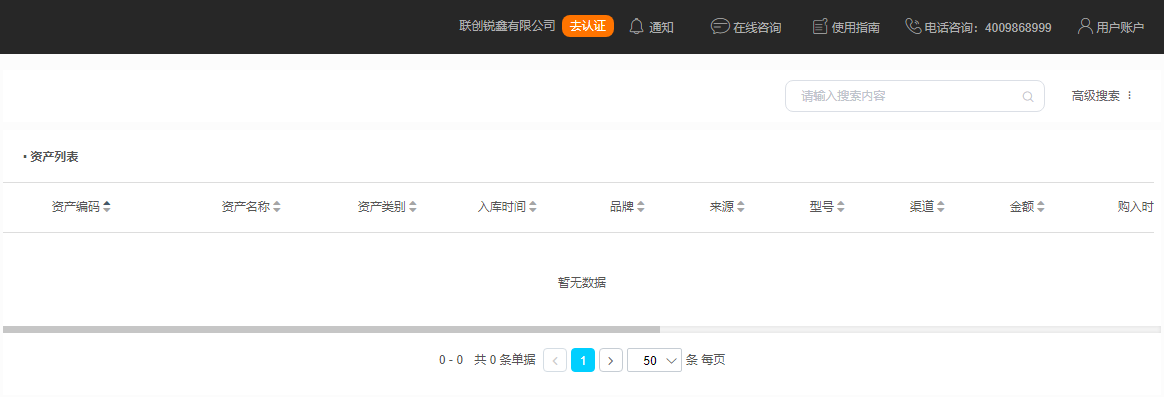 联创锐鑫有限公司 去认证 通知 在线咨询 使用指南 电话咨询：4009868999 用户账户
请输入搜索内容 高级搜索
· 资产列表
资产编码 资产名称 资产类别 入库时间 品牌 来源 型号 渠道 金额 购入时
暂无数据
0 - 0 共 0 条单据 1 50 条 每页